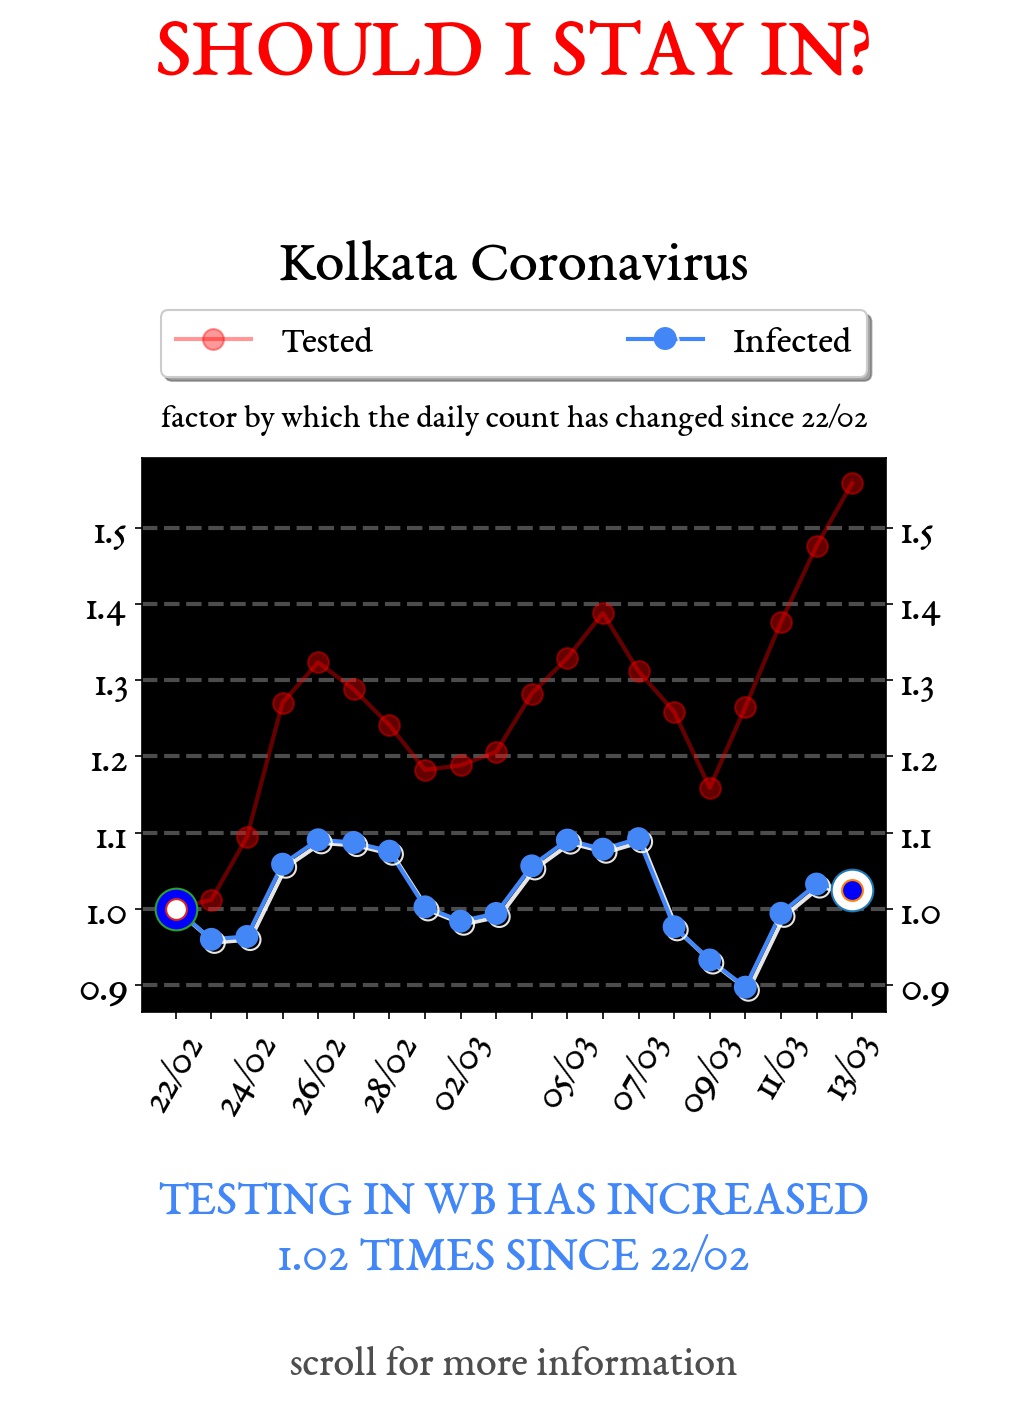 SHOULD I STAY IN?
Kolkata Coronavirus
Tested Infected
factor by which the daily count has changed since 22/02
1.5 1.5
1.4 1.4
1.3 1.3
1.2 1.2
1.1 1.1
1.0 1.0
0.9 0.9
22/02 24/02 26/02 28/02 02/03 05/03 07/03 09/03 11/03 13/03
TESTING IN WB HAS INCREASED
1.02 TIMES SINCE 22/02
scroll for more information